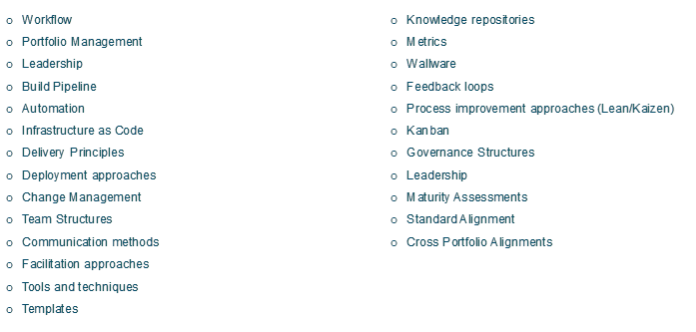 o Workflow
o Portfolio Management
o Leadership
o Build Pipeline
o Automation
o Infrastructure as Code
o Delivery Principles
o Deployment approaches
o Change Management
o Team Structures
o Communication methods
o Facilitation approaches
o Tools and techniques
o Templates
o Knowledge repositories
o Metrics
o Wallware
o Feedback loops
o Process improvement approaches (Lean/Kaizen)
o Kanban
o Governance Structures
o Leadership
o Maturity Assessments
o Standard Alignment
o Cross Portfolio Alignments